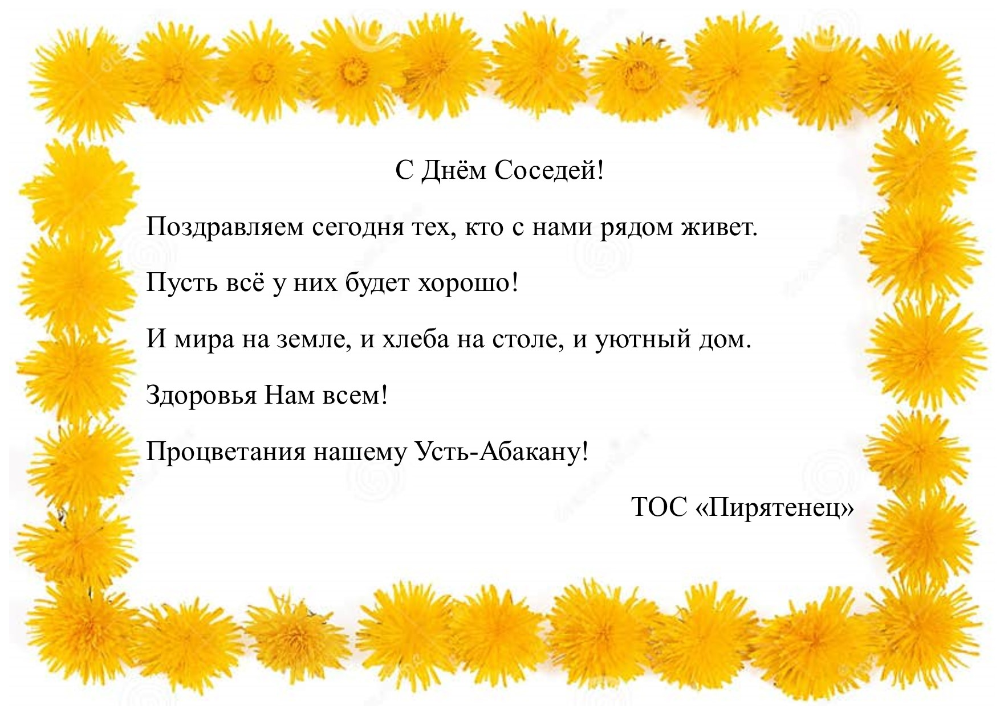 С Днём Соседей!
Поздравляем сегодня тех, кто с нами рядом живет.
Пусть всё у них будет хорошо!
И мира на земле, и хлеба на столе, и уютный дом.
Здоровья Нам всем!
Процветания нашему Усть-Абакану!
ТОС «Пирятенец»